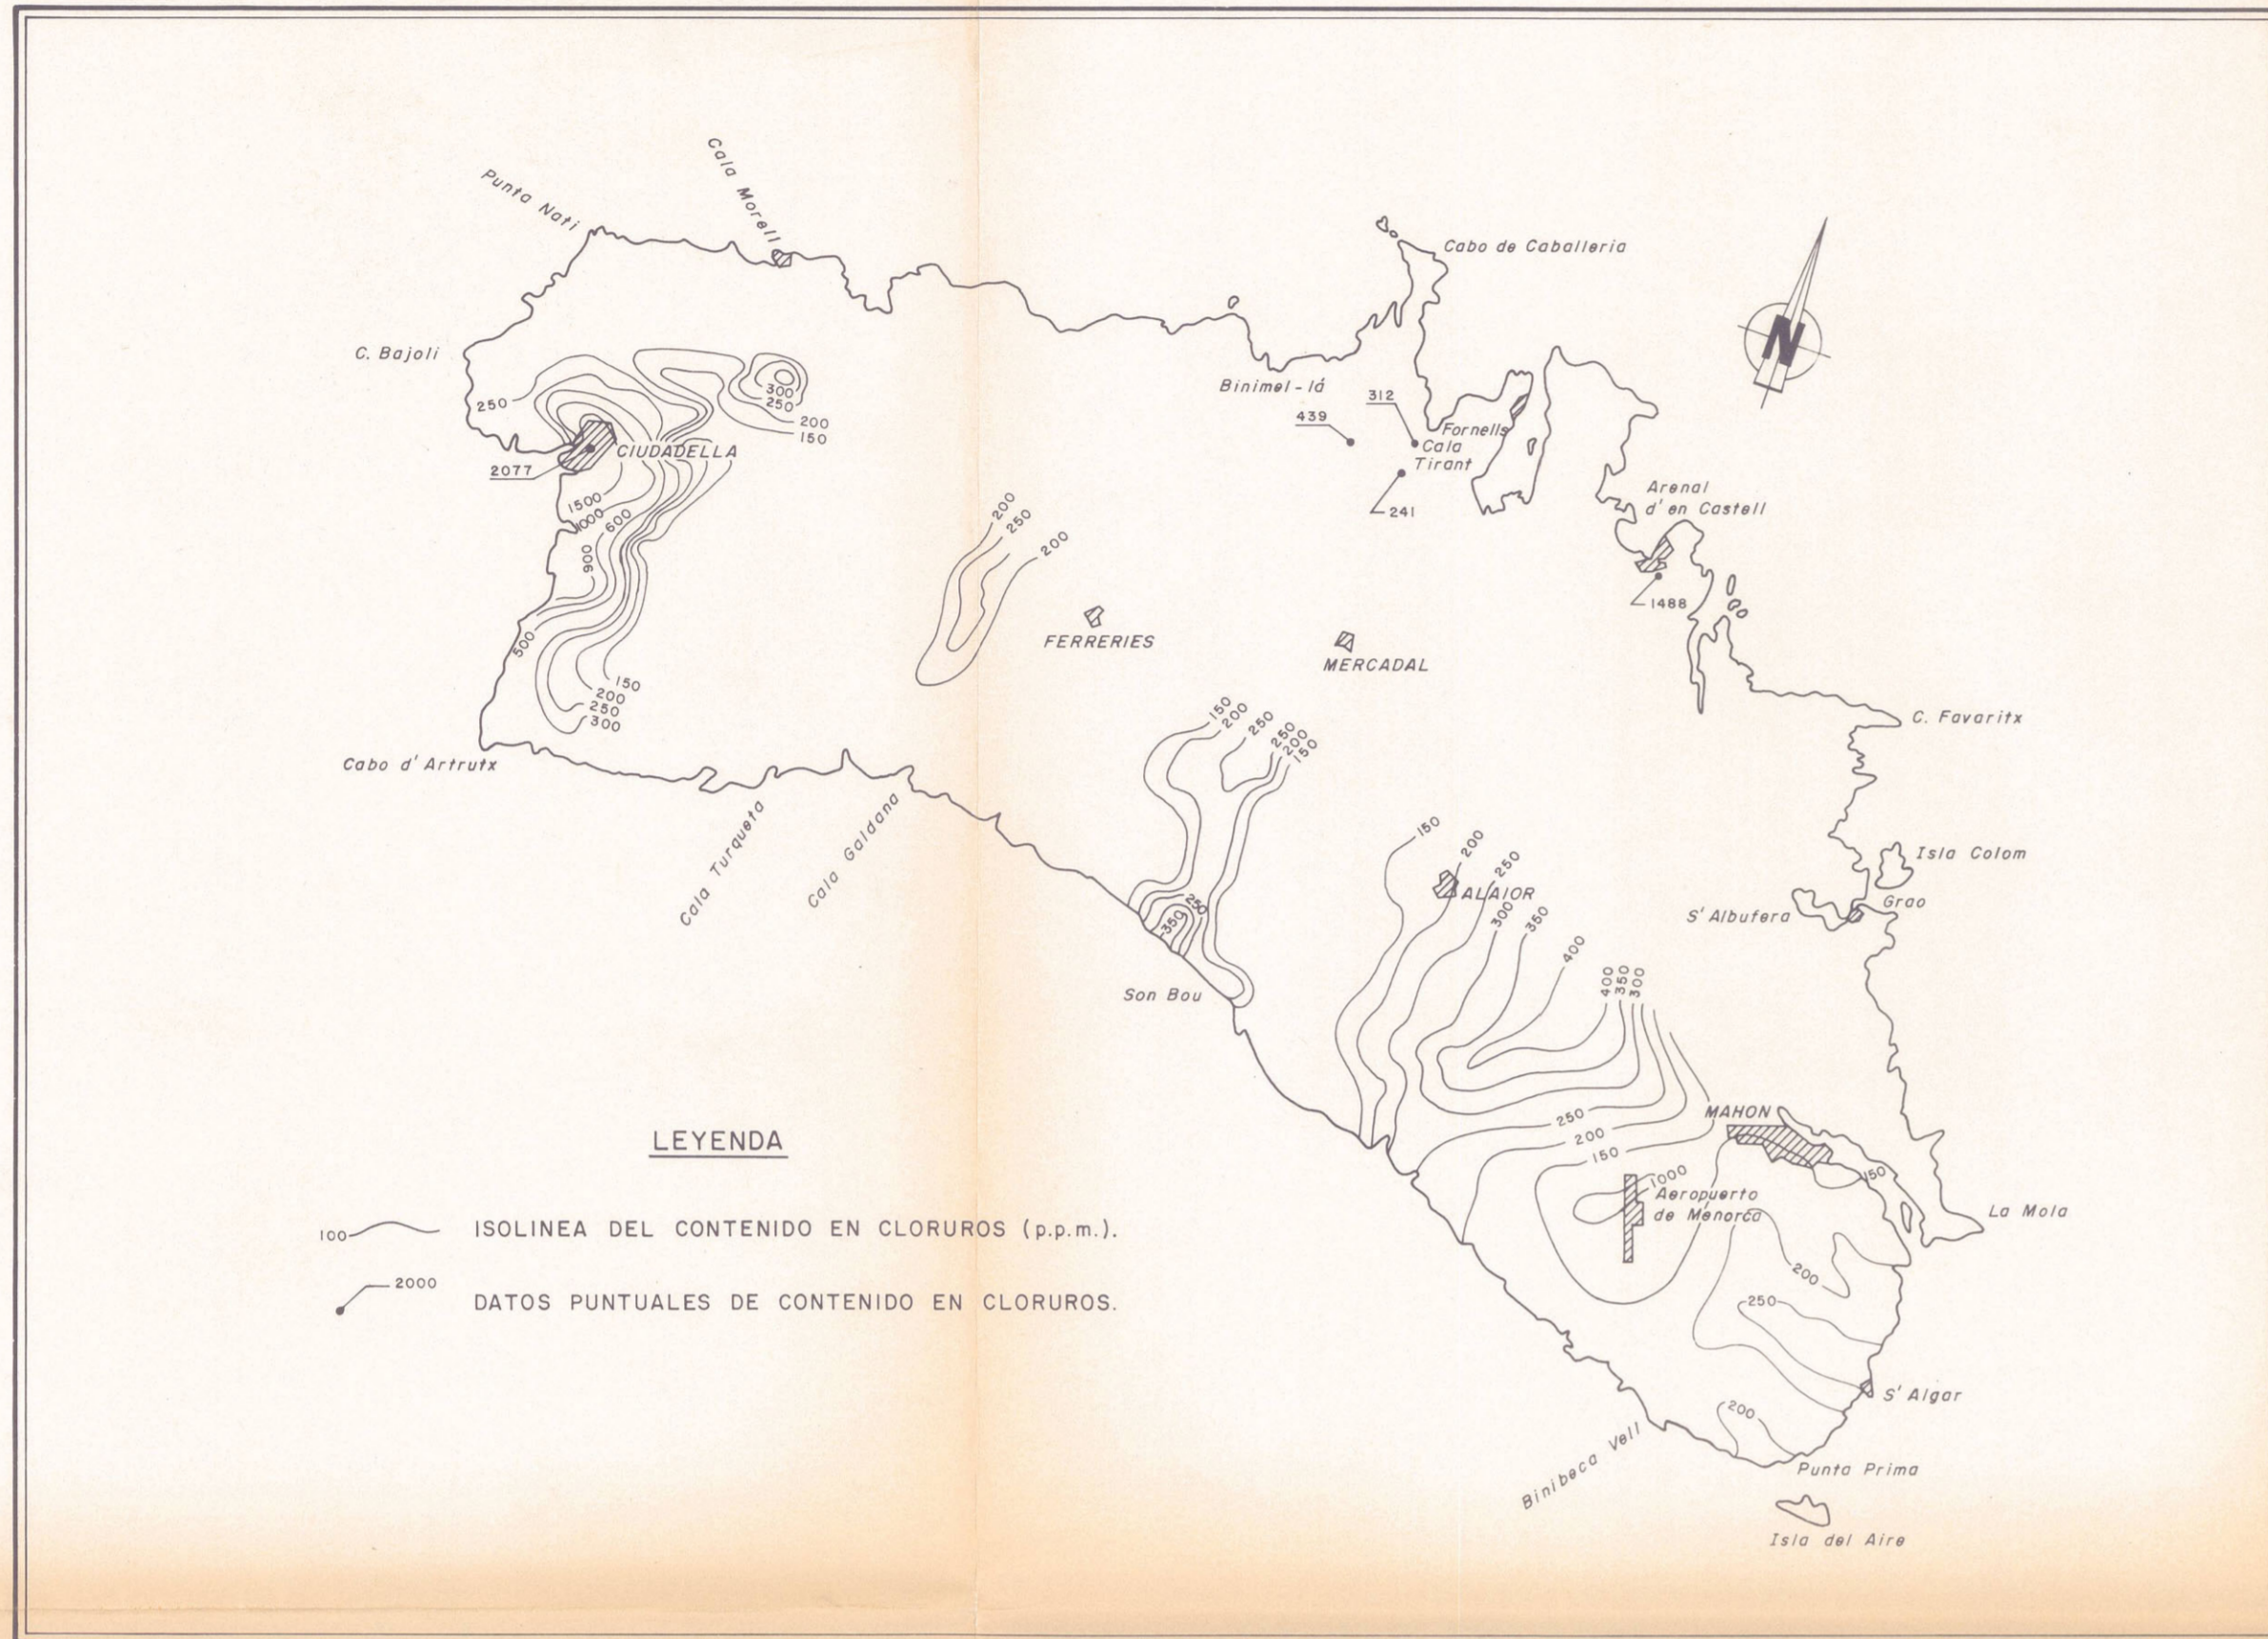 Punta Nati
Cala Morell
Cabo de Caballeria
N
C. Bajoli
250
300
250
200
150
CIUDADELLA
2077
1500
1000
600
900
500
150
200
250
300
Cabo d' Artrutx
Cala Turqueta
Cala Galdana
200
250
200
FERRERIES
MERCADAL
Binimel-lá
439
312
Fornells
Cala
Tirant
241
Arenal
d' en Castell
1488
C. Favaritx
Isla Colom
Grao
S' Albufera
150
200
250
250
200
150
250
350
Son Bou
150
200
250
ALAIOR
300
350
400
400
350
300
250
200
150
MAHON
150
1000
Aeropuerto
de Menorca
La Mola
200
250
S' Algar
200
Binibeca Vell
Punta Prima
Isla del Aire
LEYENDA
100
ISOLINEA DEL CONTENIDO EN CLORUROS (p.p.m.).
2000
DATOS PUNTUALES DE CONTENIDO EN CLORUROS.